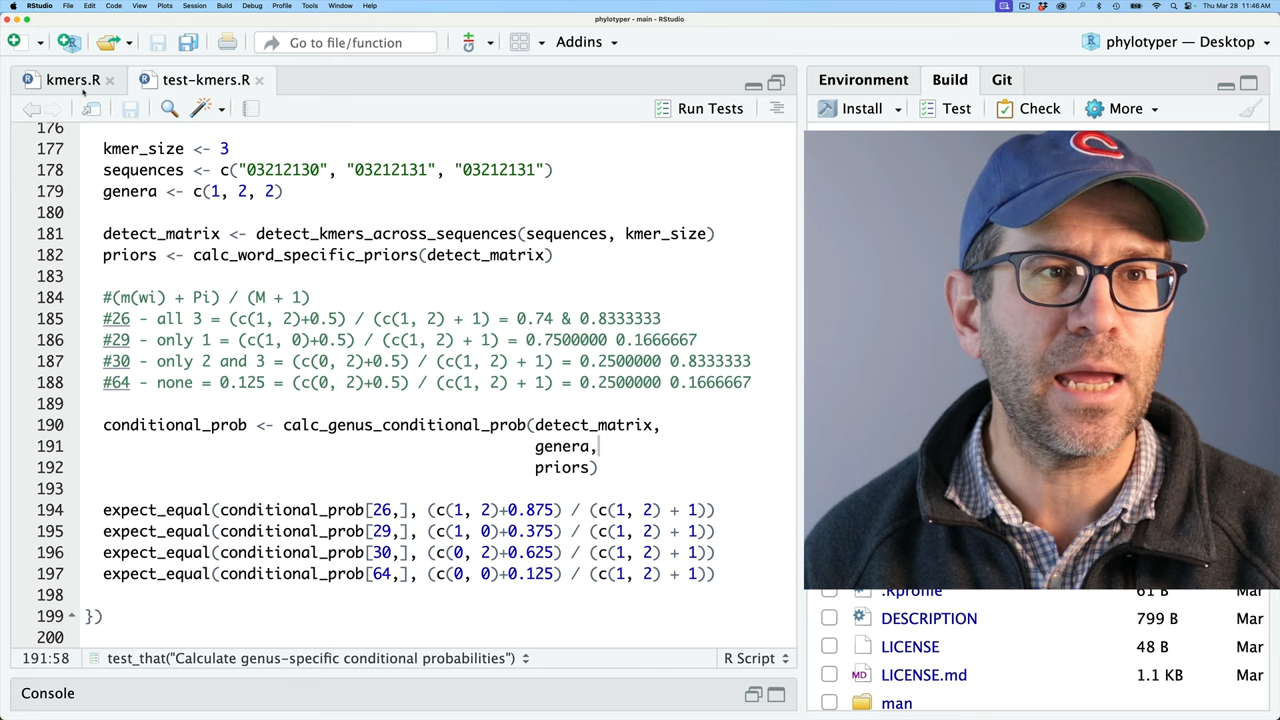 RStudio File Edit Code View Plots Session Build Debug Profile Tools Window Help Thu Mar 28 11:46 AM
phylotyper - main - RStudio
Go to file/function Addins phylotyper — Desktop
kmers.R test-kmers.R Environment Build Git
Run Tests Install Test Check More
176
177 kmer_size <- 3
178 sequences <- c("03212130", "03212131", "03212131")
179 genera <- c(1, 2, 2)
180
181 detect_matrix <- detect_kmers_across_sequences(sequences, kmer_size)
182 priors <- calc_word_specific_priors(detect_matrix)
183
184 #(m(wi) + Pi) / (M + 1)
185 #26 - all 3 = (c(1, 2)+0.5) / (c(1, 2) + 1) = 0.74 & 0.8333333
186 #29 - only 1 = (c(1, 0)+0.5) / (c(1, 2) + 1) = 0.7500000 0.1666667
187 #30 - only 2 and 3 = (c(0, 2)+0.5) / (c(1, 2) + 1) = 0.2500000 0.8333333
188 #64 - none = 0.125 = (c(0, 2)+0.5) / (c(1, 2) + 1) = 0.2500000 0.1666667
189
190 conditional_prob <- calc_genus_conditional_prob(detect_matrix,
191 genera,
192 priors)
193
194 expect_equal(conditional_prob[26,], (c(1, 2)+0.875) / (c(1, 2) + 1))
195 expect_equal(conditional_prob[29,], (c(1, 0)+0.375) / (c(1, 2) + 1))
196 expect_equal(conditional_prob[30,], (c(0, 2)+0.625) / (c(1, 2) + 1))
197 expect_equal(conditional_prob[64,], (c(0, 0)+0.125) / (c(1, 2) + 1))
198
199 })
200
191:58 test_that("Calculate genus-specific conditional probabilities") R Script
Console
.Rprofile 61 B Mar
DESCRIPTION 799 B Mar
LICENSE 48 B Mar
LICENSE.md 1.1 KB Mar
man